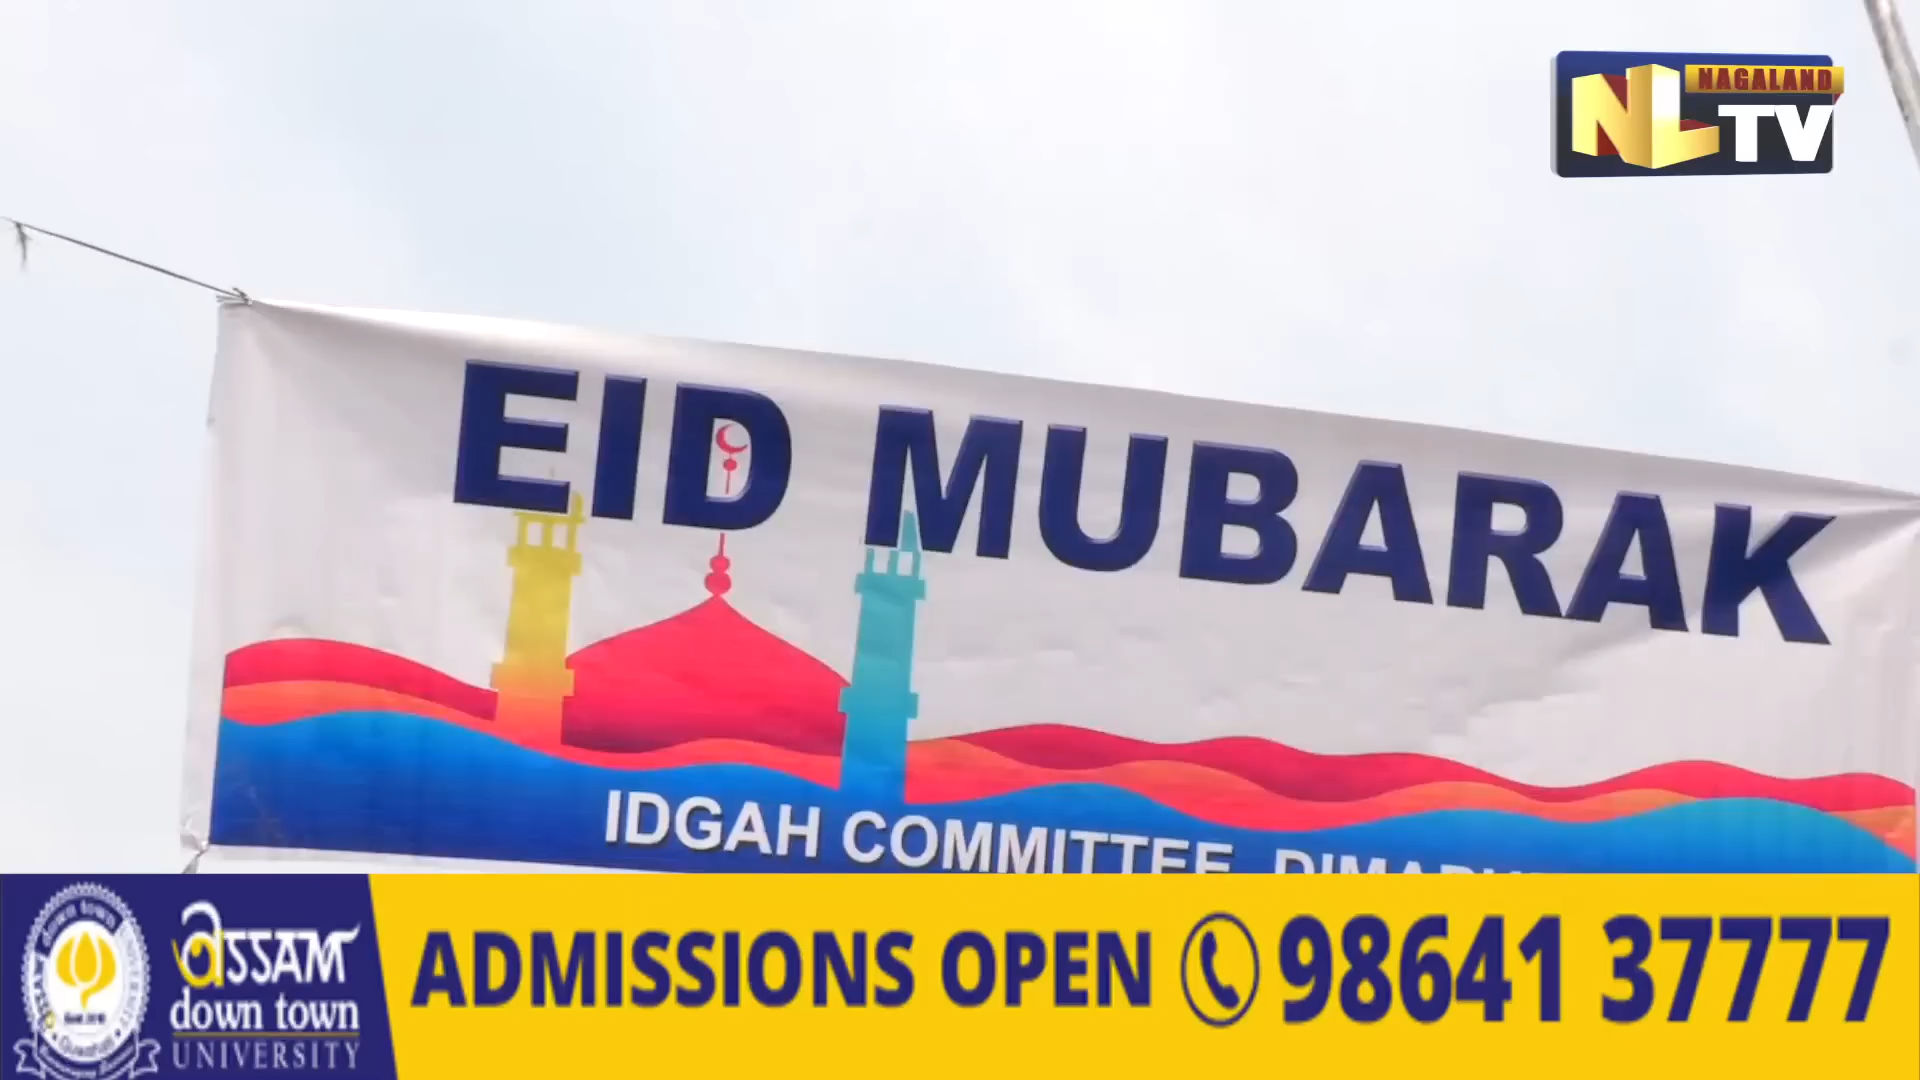 NAGALAND
NL TV
EID MUBARAK
IDGAH COMMITTEE
ASSAM
down town
UNIVERSITY
ADMISSIONS OPEN 98641 37777